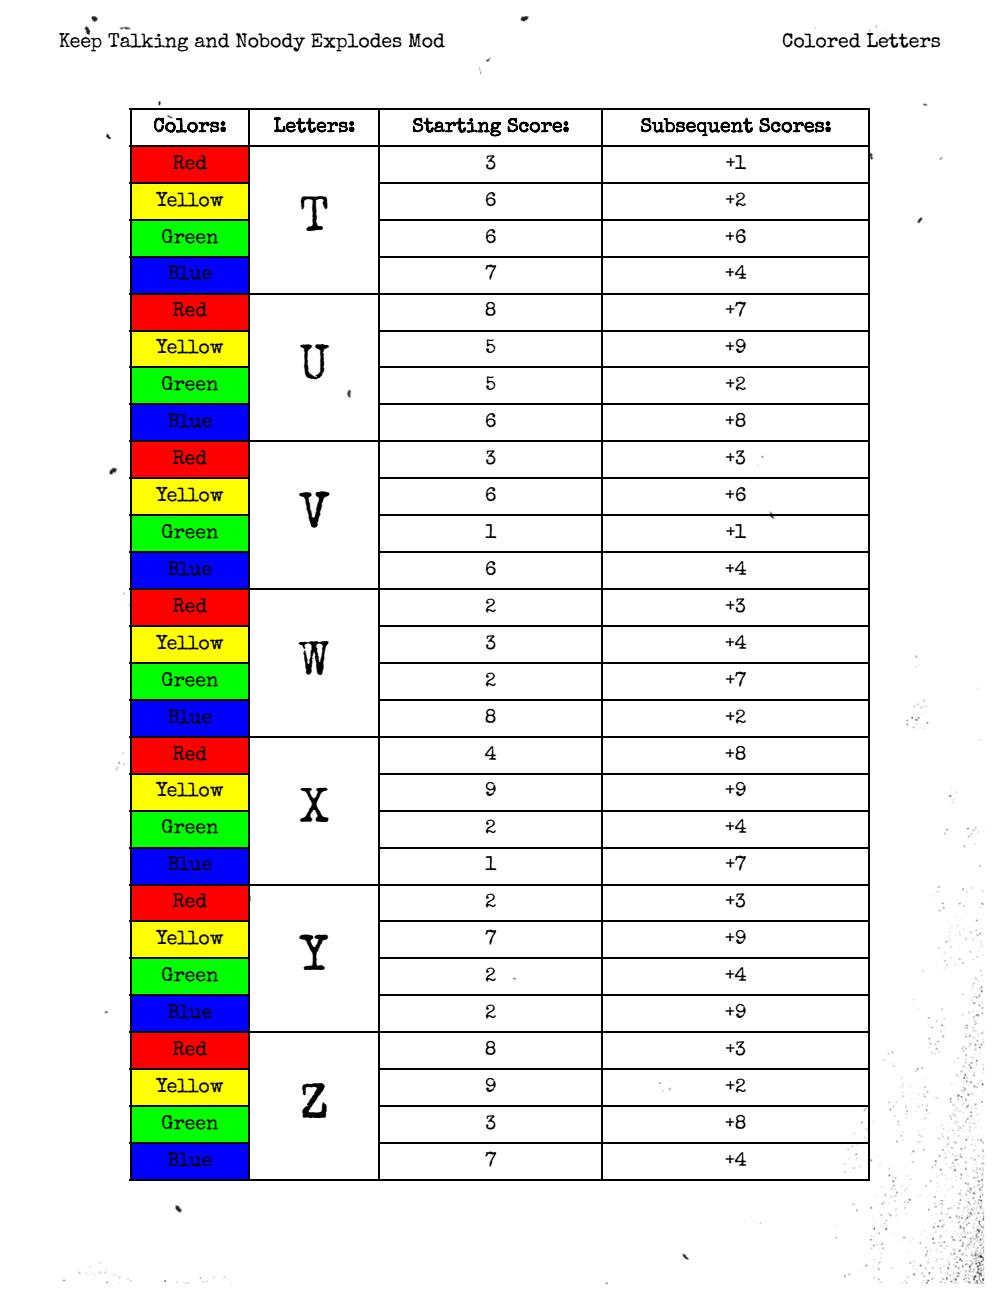 Keep Talking and Nobody Explodes Mod Colored Letters
Colors: Letters: Starting Score: Subsequent Scores:
Red T 3 +1
Yellow 6 +2
Green 6 +6
Blue 7 +4
Red U 8 +7
Yellow 5 +9
Green 5 +2
Blue 6 +8
Red V 3 +3
Yellow 6 +6
Green 1 +1
Blue 6 +4
Red W 2 +3
Yellow 3 +4
Green 2 +7
Blue 8 +2
Red X 4 +8
Yellow 9 +9
Green 2 +4
Blue 1 +7
Red Y 2 +3
Yellow 7 +9
Green 2 +4
Blue 2 +9
Red Z 8 +3
Yellow 9 +2
Green 3 +8
Blue 7 +4